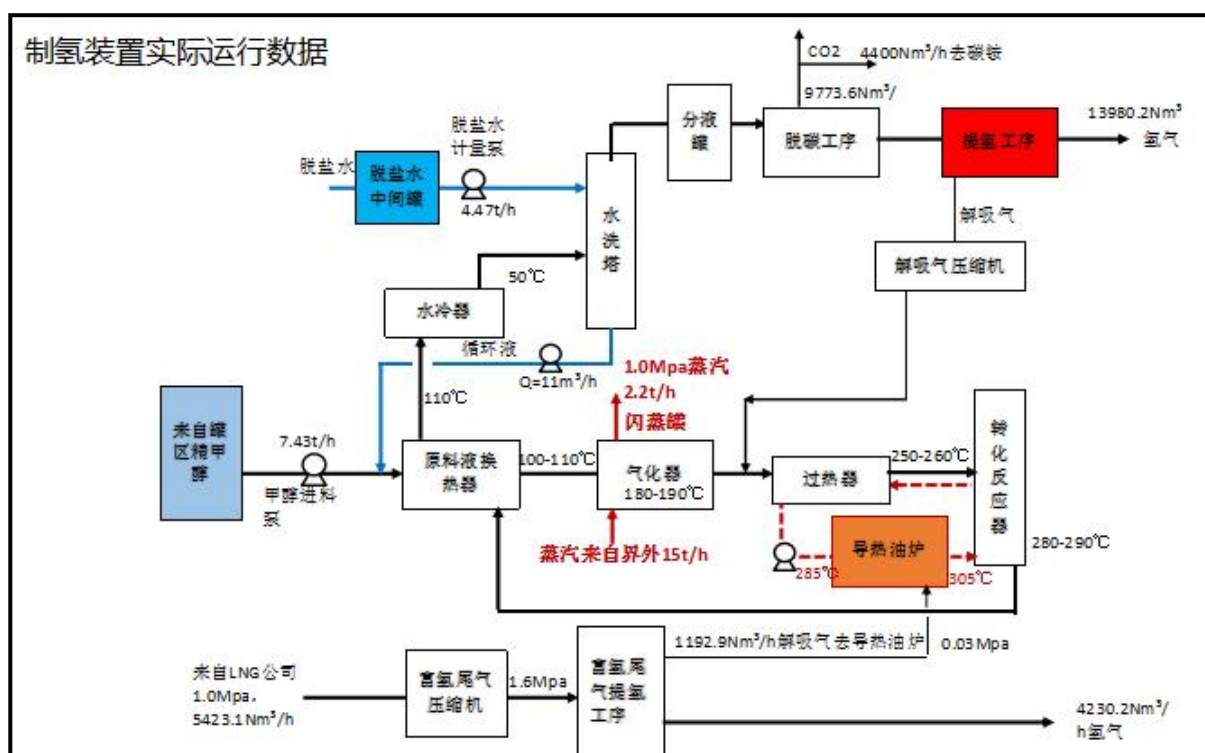 制氢装置实际运行数据
CO2
4400Nm³/h去碳铵
9773.6Nm³/
分液
罐
脱碳工序
提氢工序
13980.2Nm³
氢气
脱盐水
脱盐水
计量泵
脱盐水
中间罐
4.47t/h
水
洗
塔
解吸气
解吸气压缩机
50℃
水冷器
循环液
Q=11m³/h
110℃
1.0Mpa蒸汽
2.2t/h
闪蒸罐
来自罐
区精甲
醇
7.43t/h
甲醇进料
泵
原料液换
热器
100-110℃
气化器
180-190℃
过热器
250-260℃
转
化
反
应
器
蒸汽来自界外15t/h
285℃
导热油炉
305℃
280-290℃
1192.9Nm³/h解吸气去导热油炉
0.03Mpa
来自LNG公司
1.0Mpa，
5423.1Nm³/h
富氢尾气
压缩机
1.6Mpa
富氢尾
气提氢
工序
4230.2Nm³/
h氢气